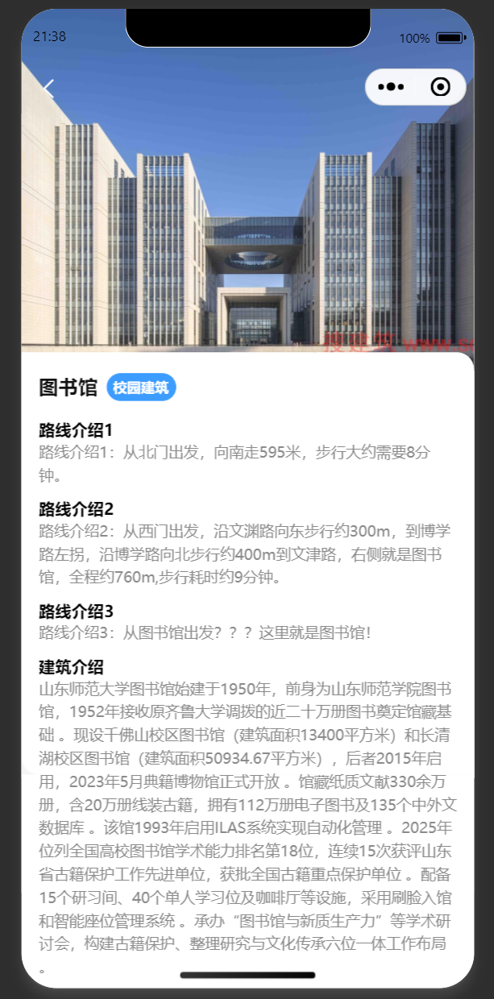 21:38
100%
搜建筑 www.s
图书馆 校园建筑
路线介绍1
路线介绍1：从北门出发，向南走595米，步行大约需要8分
钟。
路线介绍2
路线介绍2：从西门出发，沿文渊路向东步行约300m，到博学
路左拐，沿博学路向北步行约400m到文津路，右侧就是图书
馆，全程约760m,步行耗时约9分钟。
路线介绍3
路线介绍3：从图书馆出发？？？这里就是图书馆！
建筑介绍
山东师范大学图书馆始建于1950年，前身为山东师范学院图书
馆，1952年接收原齐鲁大学调拨的近二十万册图书奠定馆藏基
础 。现设千佛山校区图书馆（建筑面积13400平方米）和长清
湖校区图书馆（建筑面积50934.67平方米），后者2015年启
用，2023年5月典籍博物馆正式开放 。馆藏纸质文献330余万
册，含20万册线装古籍，拥有112万册电子图书及135个中外文
数据库 。该馆1993年启用ILAS系统实现自动化管理 。2025年
位列全国高校图书馆学术能力排名第18位，连续15次获评山东
省古籍保护工作先进单位，获批全国古籍重点保护单位 。配备
15个研习间、40个单人学习位及咖啡厅等设施，采用刷脸入馆
和智能座位管理系统 。承办“图书馆与新质生产力”等学术研
讨会，构建古籍保护、整理研究与文化传承六位一体工作布局
。